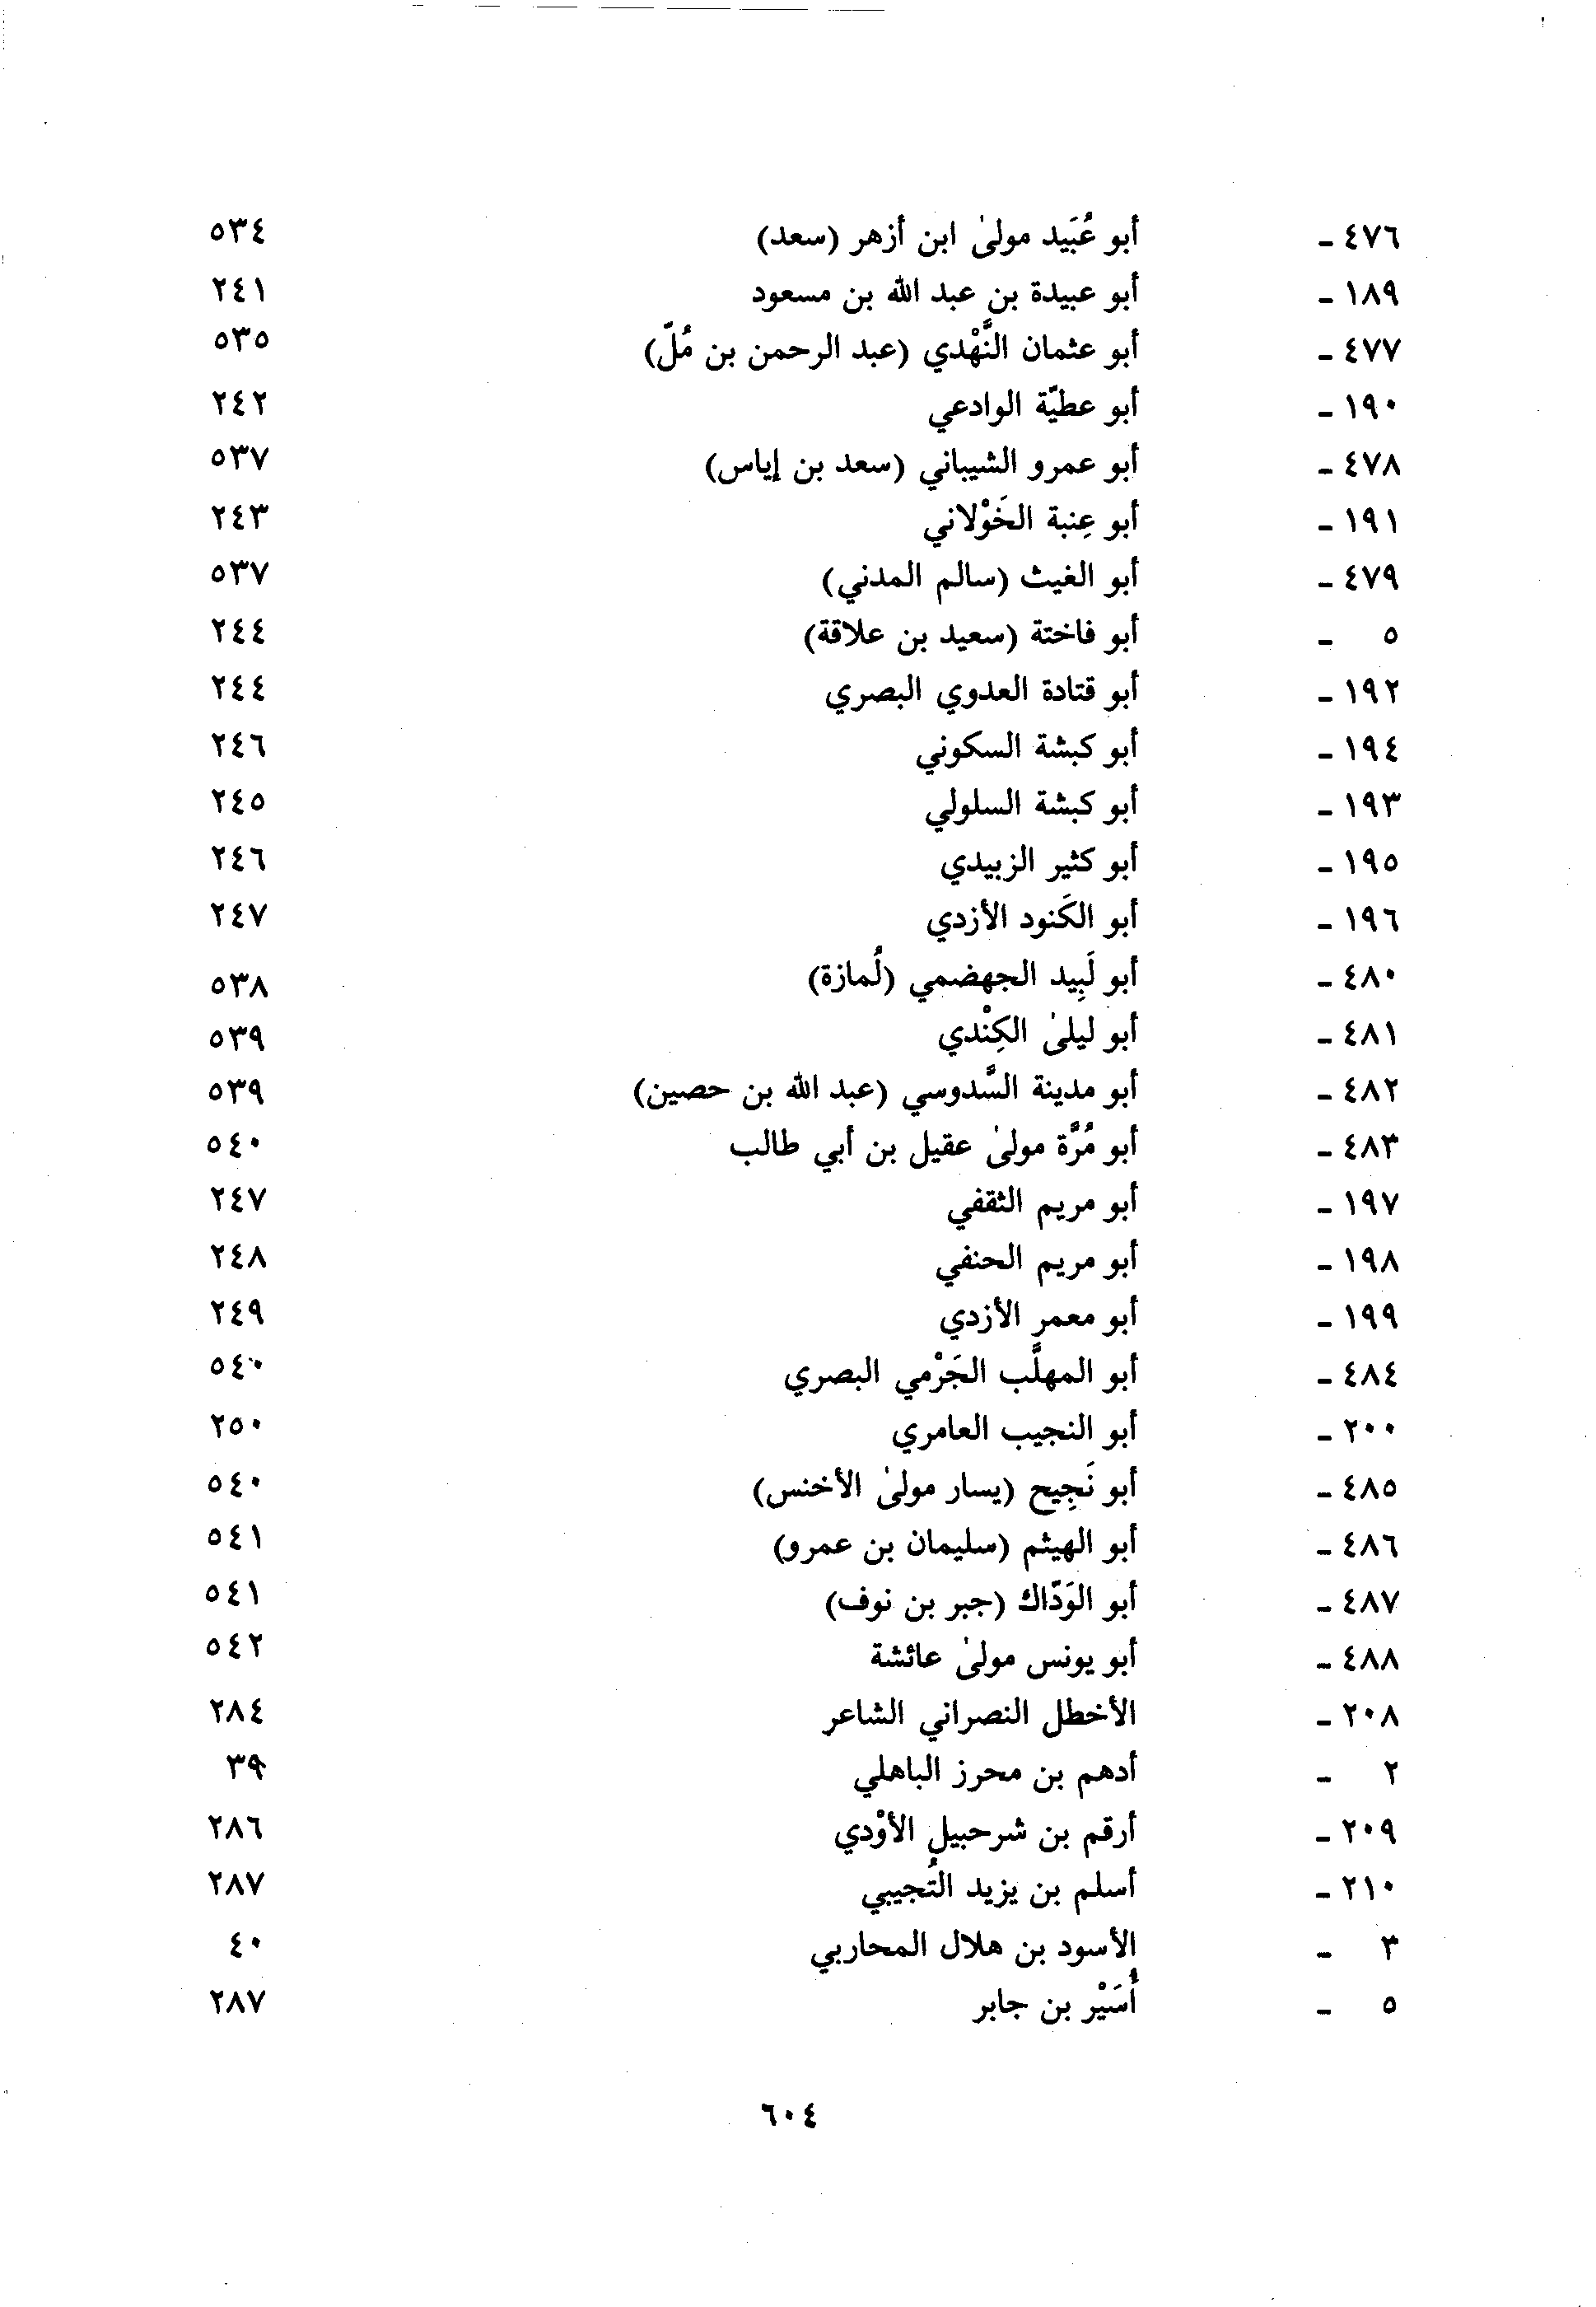 ٤٧٦ - أبو عُبَيد مولىٰ ابن أزهر (سعد) ٥٣٤
١٨٩ - أبو عبيدة بن عبد الله بن مسعود ٢٤١
٤٧٧ - أبو عثمان النَّهْدي (عبد الرحمن بن مُلّ) ٥٣٥
١٩٠ - أبو عطيّة الوادعي ٢٤٢
٤٧٨ - أبو عمرو الشيباني (سعد بن إياس) ٥٣٧
١٩١ - أبو عِنبة الخَوْلاني ٢٤٣
٤٧٩ - أبو الغيث (سالم المدني) ٥٣٧
٥ - أبو فاختة (سعيد بن علاقة) ٢٤٤
١٩٢ - أبو قتادة العدوي البصري ٢٤٤
١٩٤ - أبو كبشة السكوني ٢٤٦
١٩٣ - أبو كبشة السلولي ٢٤٥
١٩٥ - أبو كثير الزبيدي ٢٤٦
١٩٦ - أبو الكَنود الأزدي ٢٤٧
٤٨٠ - أبو لَبِيد الجهضمي (لُمازة) ٥٣٨
٤٨١ - أبو ليلىٰ الكِنْدي ٥٣٩
٤٨٢ - أبو مدينة السَّدوسي (عبد الله بن حصين) ٥٣٩
٤٨٣ - أبو مُرَّة مولىٰ عقيل بن أبي طالب ٥٤٠
١٩٧ - أبو مريم الثقفي ٢٤٧
١٩٨ - أبو مريم الحنفي ٢٤٨
١٩٩ - أبو معمر الأزدي ٢٤٩
٤٨٤ - أبو المهلَّب الجَرْمي البصري ٥٤٠
٢٠٠ - أبو النجيب العامري ٢٥٠
٤٨٥ - أبو نَجِيح (يسار مولىٰ الأخنس) ٥٤٠
٤٨٦ - أبو الهيثم (سليمان بن عمرو) ٥٤١
٤٨٧ - أبو الوَدّاك (جبر بن نوف) ٥٤١
٤٨٨ - أبو يونس مولىٰ عائشة ٥٤٢
٢٠٨ - الأخطل النصراني الشاعر ٢٨٤
٢ - أدهم بن محرز الباهلي ٣٩
٢٠٩ - أرقم بن شرحبيل الأوْدي ٢٨٦
٢١٠ - أسلم بن يزيد التُجيبي ٢٨٧
٣ - الأسود بن هلال المحاربي ٤٠
٥ - أُسَيْر بن جابر ٢٨٧
٦٠٤